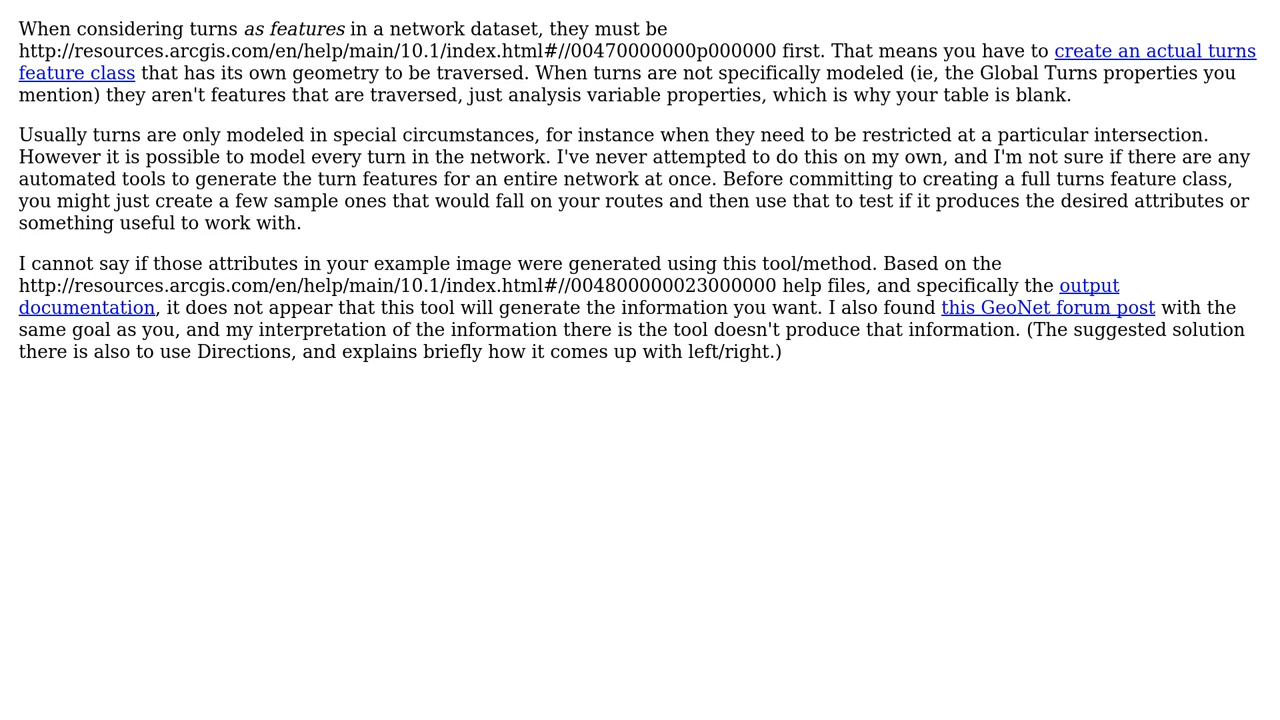 When considering turns as features in a network dataset, they must be
http://resources.arcgis.com/en/help/main/10.1/index.html#//00470000000p000000 first. That means you have to create an actual turns
feature class that has its own geometry to be traversed. When turns are not specifically modeled (ie, the Global Turns properties you
mention) they aren't features that are traversed, just analysis variable properties, which is why your table is blank.
Usually turns are only modeled in special circumstances, for instance when they need to be restricted at a particular intersection.
However it is possible to model every turn in the network. I've never attempted to do this on my own, and I'm not sure if there are any
automated tools to generate the turn features for an entire network at once. Before committing to creating a full turns feature class,
you might just create a few sample ones that would fall on your routes and then use that to test if it produces the desired attributes or
something useful to work with.
I cannot say if those attributes in your example image were generated using this tool/method. Based on the
http://resources.arcgis.com/en/help/main/10.1/index.html#//004800000023000000 help files, and specifically the output
documentation, it does not appear that this tool will generate the information you want. I also found this GeoNet forum post with the
same goal as you, and my interpretation of the information there is the tool doesn't produce that information. (The suggested solution
there is also to use Directions, and explains briefly how it comes up with left/right.)